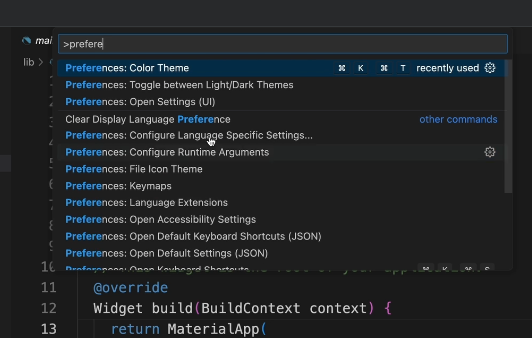 mai
>prefere
lib >
Preferences: Color Theme ⌘ K ⌘ T recently used
Preferences: Toggle between Light/Dark Themes
Preferences: Open Settings (UI)
Clear Display Language Preference other commands
Preferences: Configure Language Specific Settings...
Preferences: Configure Runtime Arguments
Preferences: File Icon Theme
Preferences: Keymaps
Preferences: Language Extensions
Preferences: Open Accessibility Settings
Preferences: Open Default Keyboard Shortcuts (JSON)
Preferences: Open Default Settings (JSON)
Preferences: Open Keyboard Shortcuts ⌘ K ⌘ S
10
11 @override
12 Widget build(BuildContext context) {
13 return MaterialApp(